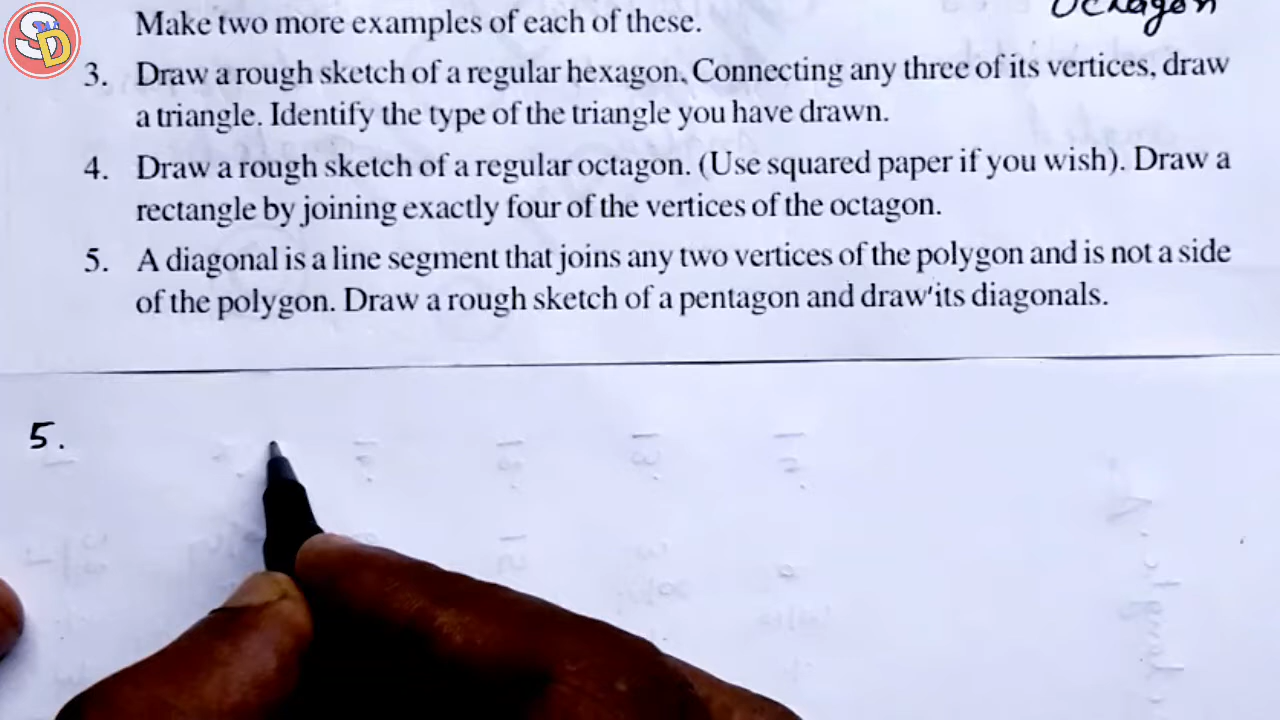 SD
Octagon
Make two more examples of each of these.
3. Draw a rough sketch of a regular hexagon. Connecting any three of its vertices, draw
a triangle. Identify the type of the triangle you have drawn.
4. Draw a rough sketch of a regular octagon. (Use squared paper if you wish). Draw a
rectangle by joining exactly four of the vertices of the octagon.
5. A diagonal is a line segment that joins any two vertices of the polygon and is not a side
of the polygon. Draw a rough sketch of a pentagon and draw its diagonals.
5.